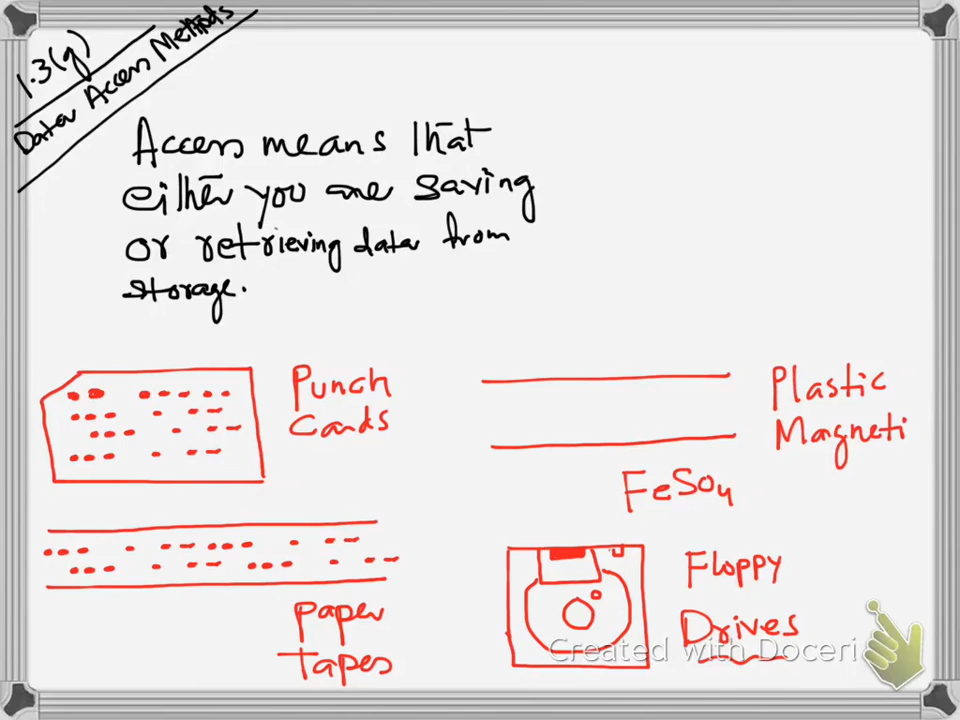 1.3(g)
Data Access Methods
Access means that
either you are saving
or retrieving data from
storage.
Punch
Cards
Plastic
Magneti
FeSO4
paper
tapes
Floppy
Drives
Created with Doceri